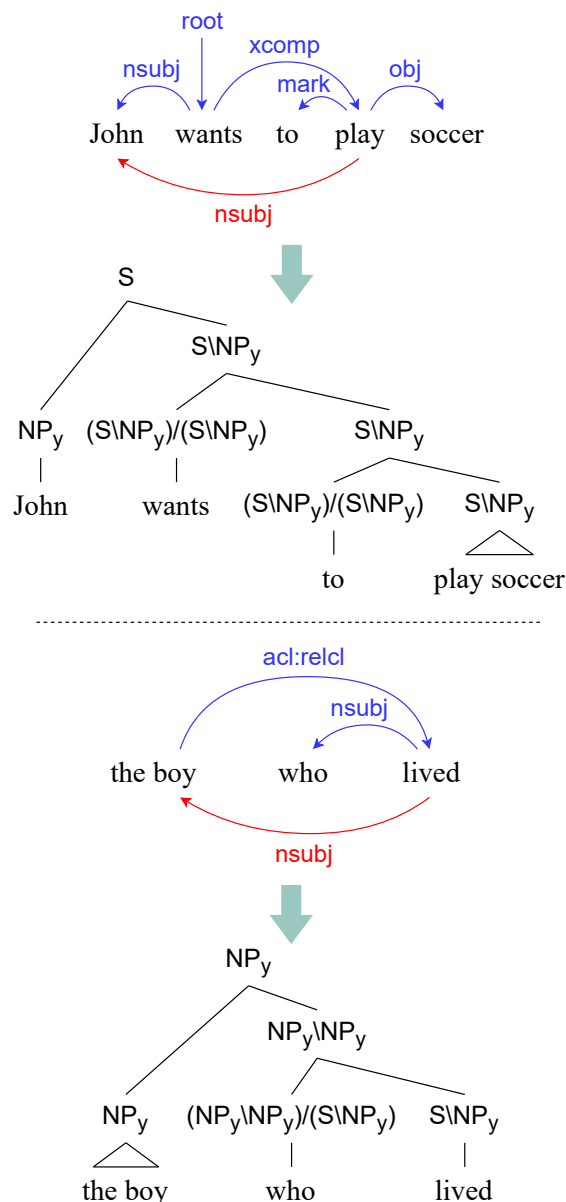 root
nsubj xcomp
mark obj
John wants to play soccer
nsubj
S
S\NPy
NPy (S\NPy)/(S\NPy) S\NPy
John wants (S\NPy)/(S\NPy) S\NPy
to play soccer
acl:relcl
nsubj
the boy who lived
nsubj
NPy
NPy\NPy
NPy (NPy\NPy)/(S\NPy) S\NPy
the boy who lived